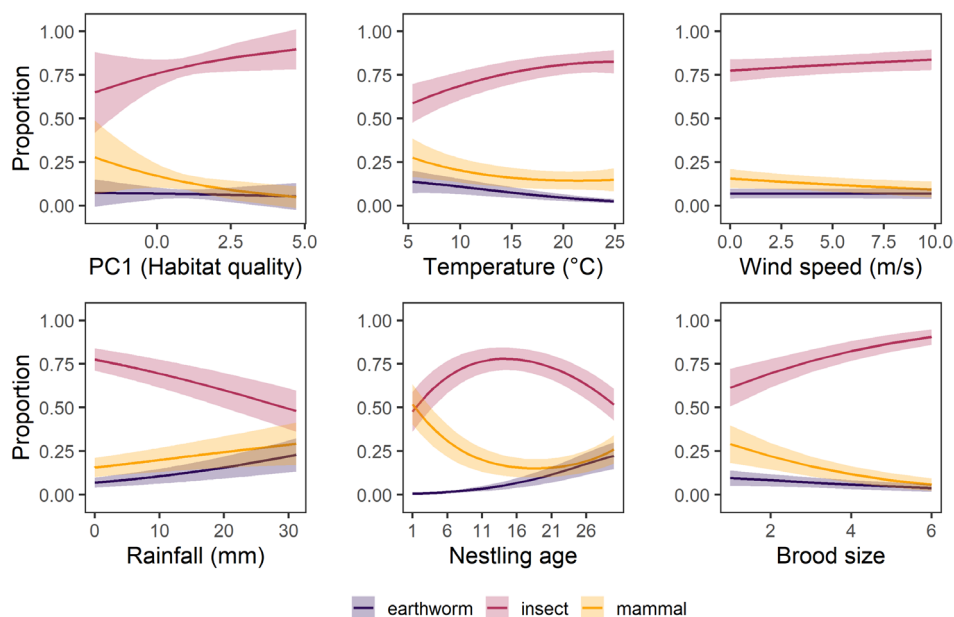 1.00 1.00 1.00
0.75 0.75 0.75
0.50 0.50 0.50
0.25 0.25 0.25
0.00 0.00 0.00
Proportion
0.0 2.5 5.0 5 10 15 20 25 0.0 2.5 5.0 7.5 10.0
PC1 (Habitat quality) Temperature (°C) Wind speed (m/s)
1.00 1.00 1.00
0.75 0.75 0.75
0.50 0.50 0.50
0.25 0.25 0.25
0.00 0.00 0.00
Proportion
0 10 20 30 1 6 11 16 21 26 2 4 6
Rainfall (mm) Nestling age Brood size
earthworm insect mammal